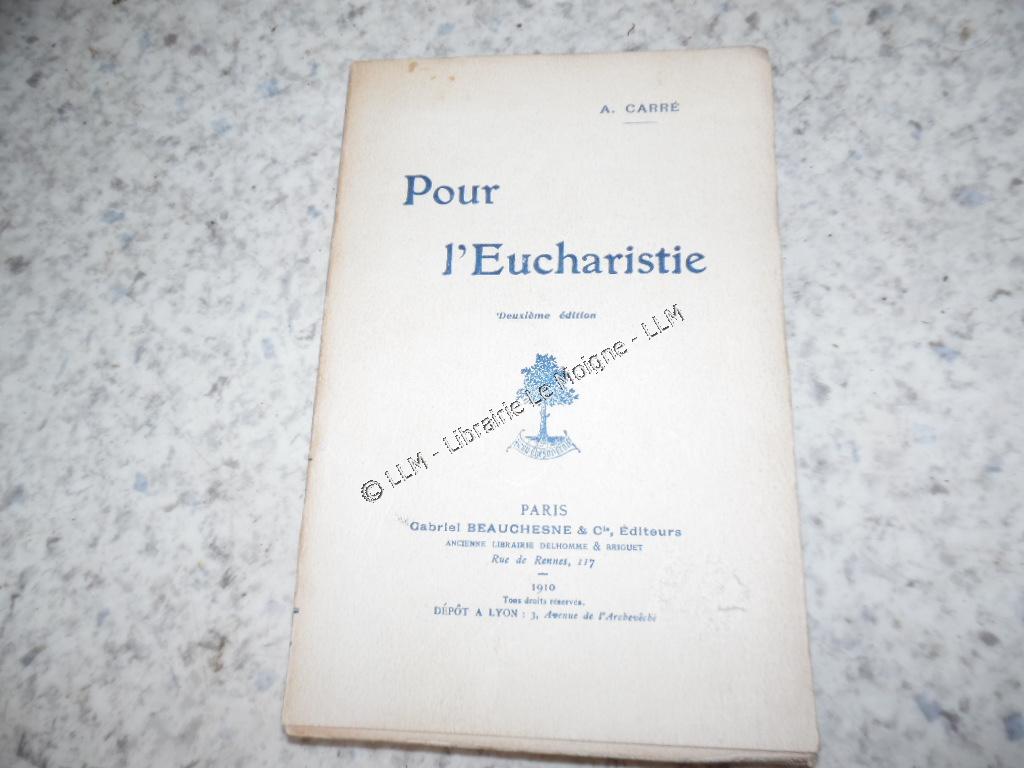 A. CARRÉ
Pour
l'Eucharistie
Deuxième édition
© LLM - Librairie Le Moigne - LLM
PARIS
Gabriel BEAUCHESNE & Cie, Éditeurs
ANCIENNE LIBRAIRIE DELHOMME & BRIGUET
Rue de Rennes, 117
1910
Tous droits réservés.
DÉPÔT A LYON : 3, Avenue de l'Archevêché